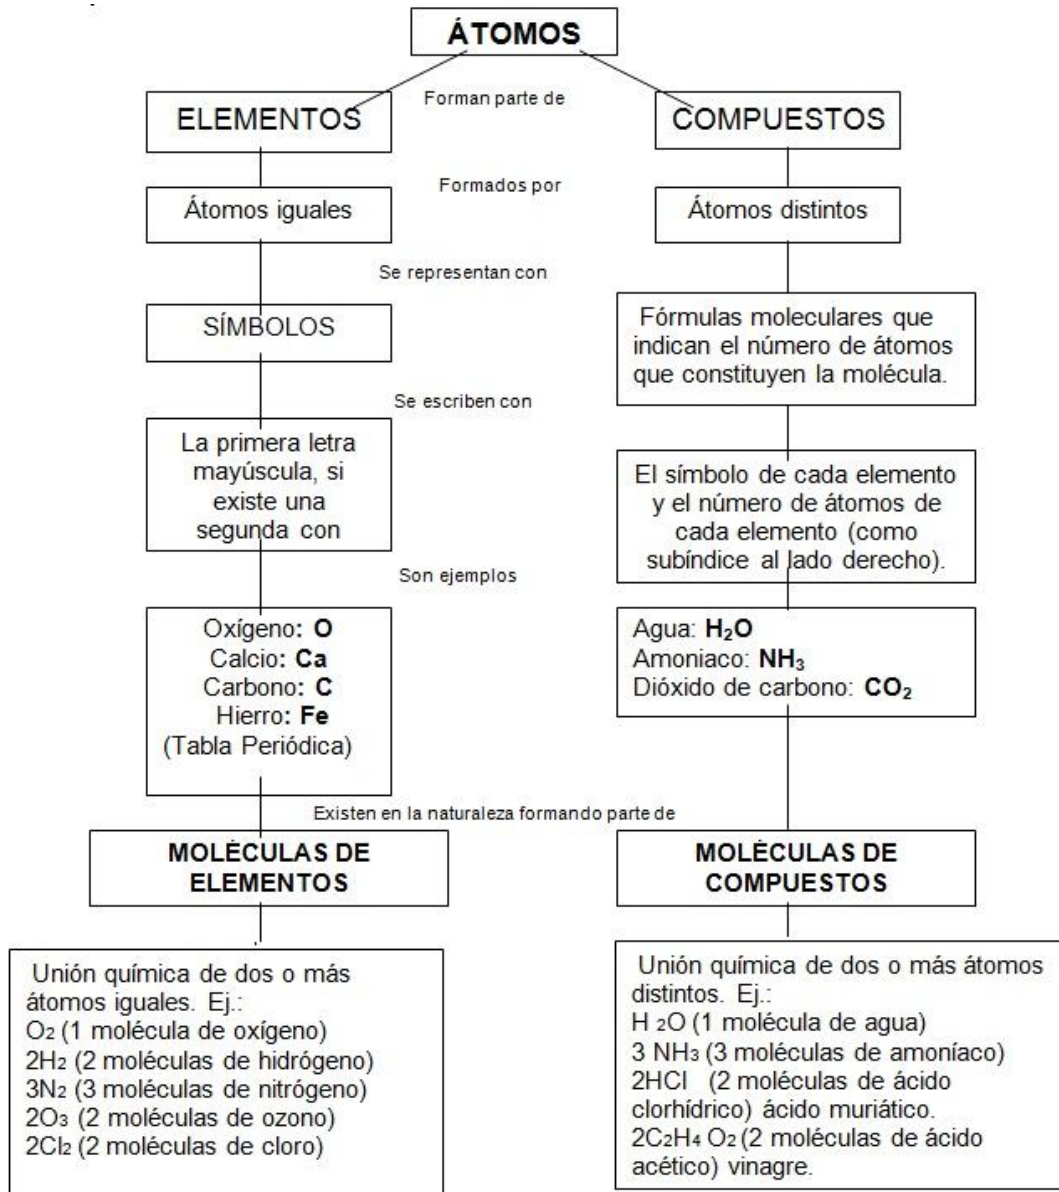 ÁTOMOS
Forman parte de
ELEMENTOS
COMPUESTOS
Formados por
Átomos iguales
Átomos distintos
Se representan con
SÍMBOLOS
Fórmulas moleculares que
indican el número de átomos
que constituyen la molécula.
Se escriben con
La primera letra
mayúscula, si
existe una
segunda con
El símbolo de cada elemento
y el número de átomos de
cada elemento (como
subíndice al lado derecho).
Son ejemplos
Oxígeno: O
Calcio: Ca
Carbono: C
Hierro: Fe
(Tabla Periódica)
Agua: H₂O
Amoniaco: NH₃
Dióxido de carbono: CO₂
Existen en la naturaleza formando parte de
MOLÉCULAS DE
ELEMENTOS
MOLÉCULAS DE
COMPUESTOS
Unión química de dos o más
átomos iguales. Ej.:
O₂ (1 molécula de oxígeno)
2H₂ (2 moléculas de hidrógeno)
3N₂ (3 moléculas de nitrógeno)
2O₃ (2 moléculas de ozono)
2Cl₂ (2 moléculas de cloro)
Unión química de dos o más átomos
distintos. Ej.:
H ₂O (1 molécula de agua)
3 NH₃ (3 moléculas de amoníaco)
2HCl (2 moléculas de ácido
clorhídrico) ácido muriático.
2C₂H₄ O₂ (2 moléculas de ácido
acético) vinagre.